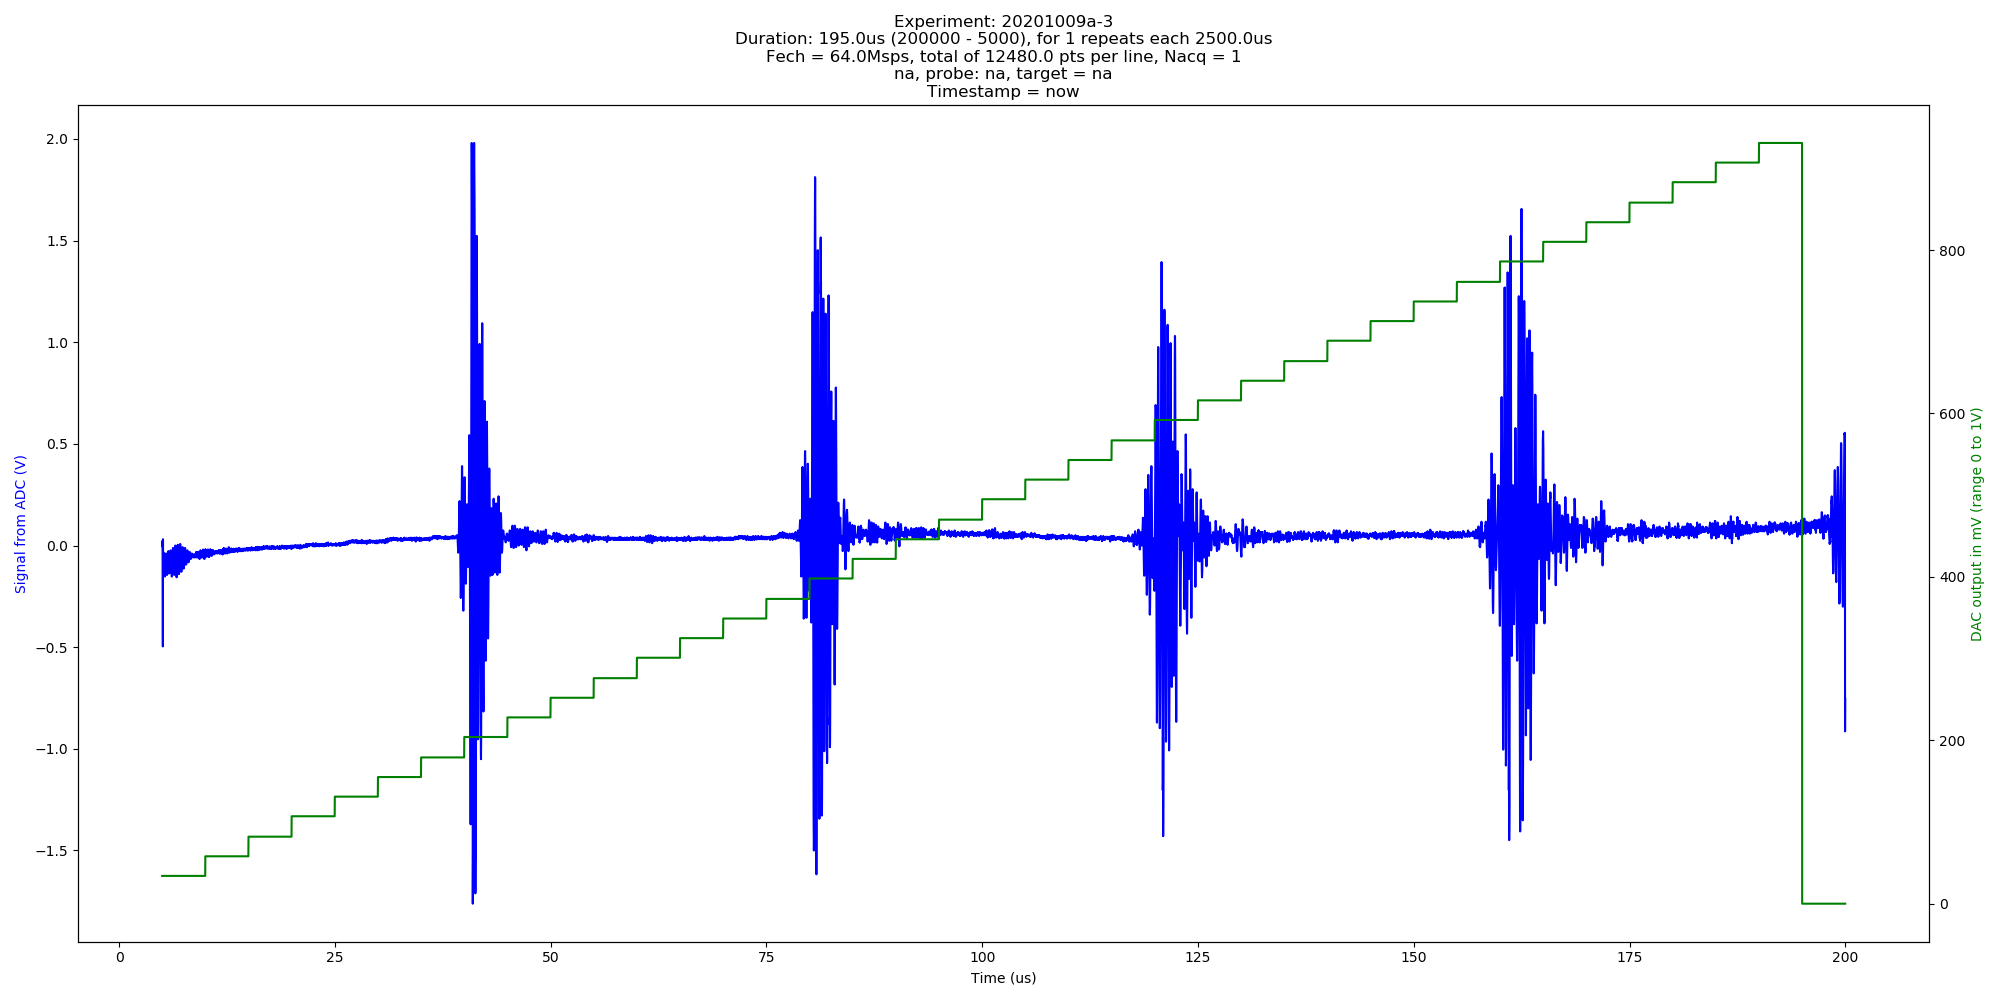 Experiment: 20201009a-3
Duration: 195.0us (200000 - 5000), for 1 repeats each 2500.0us
Fech = 64.0Msps, total of 12480.0 pts per line, Nacq = 1
na, probe: na, target = na
Timestamp = now
2.0
1.5
1.0
0.5
0.0
−0.5
−1.0
−1.5
Signal from ADC (V)
800
600
400
200
0
DAC output in mV (range 0 to 1V)
0 25 50 75 100 125 150 175 200
Time (us)